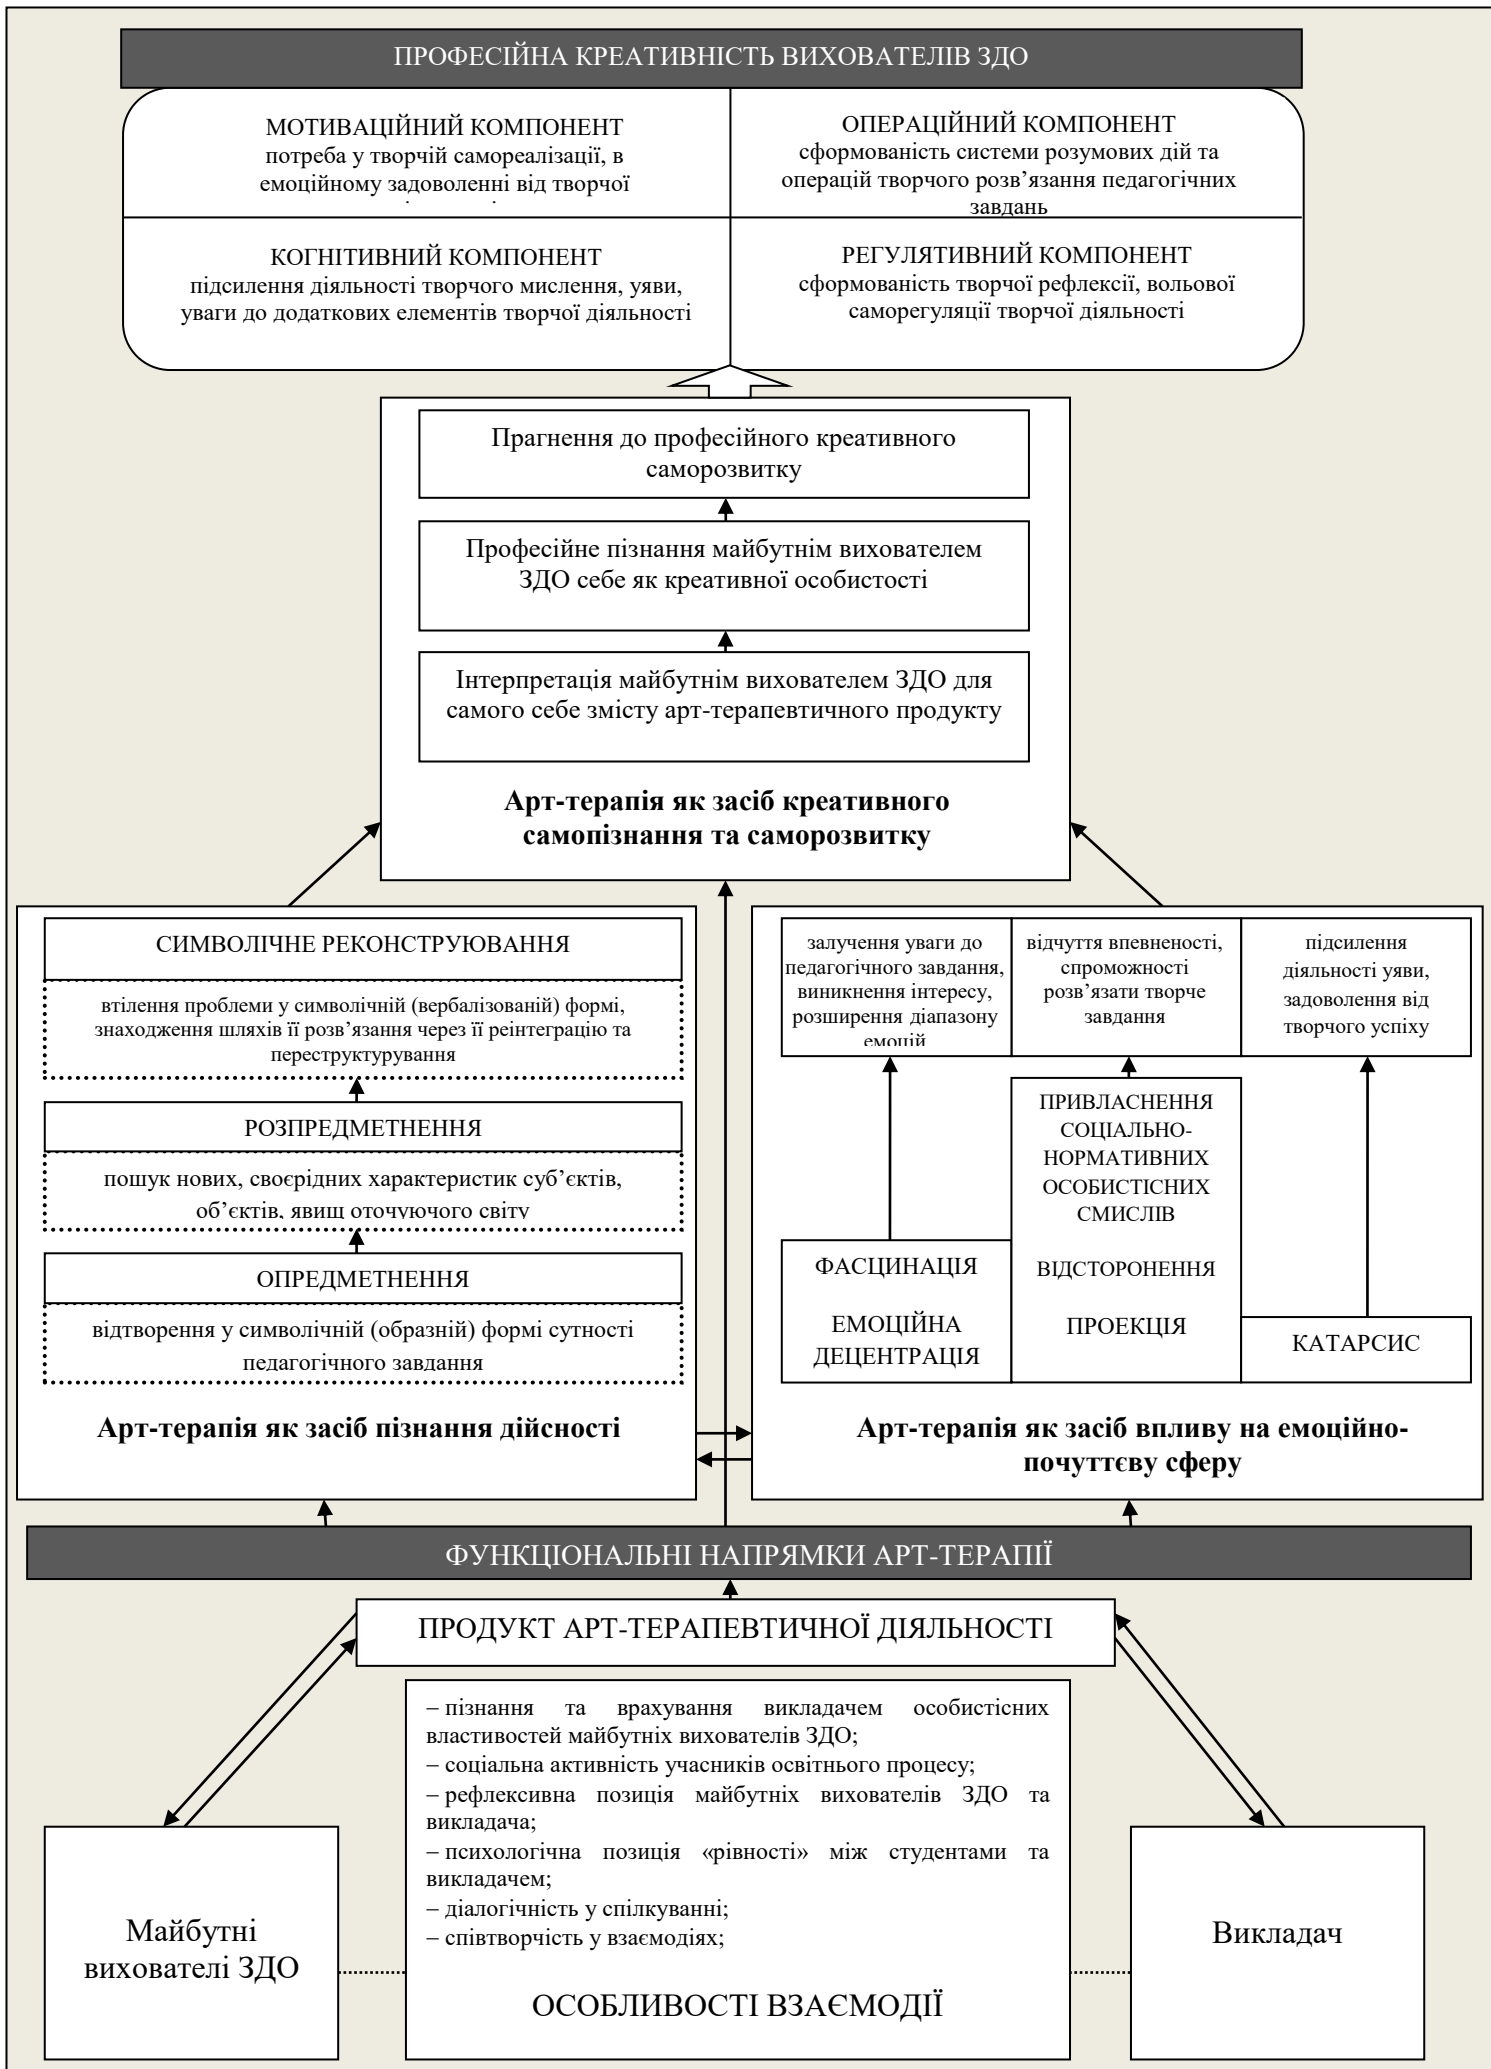 ПРОФЕСІЙНА КРЕАТИВНІСТЬ ВИХОВАТЕЛІВ ЗДО
МОТИВАЦІЙНИЙ КОМПОНЕНТ
потреба у творчій самореалізації, в
емоційному задоволенні від творчої
ОПЕРАЦІЙНИЙ КОМПОНЕНТ
сформованість системи розумових дій та
операцій творчого розв’язання педагогічних
завдань
КОГНІТИВНИЙ КОМПОНЕНТ
підсилення діяльності творчого мислення, уяви,
уваги до додаткових елементів творчої діяльності
РЕГУЛЯТИВНИЙ КОМПОНЕНТ
сформованість творчої рефлексії, вольової
саморегуляції творчої діяльності
Прагнення до професійного креативного
саморозвитку
Професійне пізнання майбутнім вихователем
ЗДО себе як креативної особистості
Інтерпретація майбутнім вихователем ЗДО для
самого себе змісту арт-терапевтичного продукту
Арт-терапія як засіб креативного
самопізнання та саморозвитку
СИМВОЛІЧНЕ РЕКОНСТРУЮВАННЯ
втілення проблеми у символічній (вербалізованій) формі,
знаходження шляхів її розв’язання через її реінтеграцію та
переструктурування
РОЗПРЕДМЕТНЕННЯ
пошук нових, своєрідних характеристик суб’єктів,
об’єктів, явищ оточуючого світу
ОПРЕДМЕТНЕННЯ
відтворення у символічній (образній) формі сутності
педагогічного завдання
Арт-терапія як засіб пізнання дійсності
залучення уваги до
педагогічного завдання,
виникнення інтересу,
розширення діапазону
емоцій
відчуття впевненості,
спроможності
розв’язати творче
завдання
підсилення
діяльності уяви,
задоволення від
творчого успіху
ФАСЦИНАЦІЯ
ЕМОЦІЙНА
ДЕЦЕНТРАЦІЯ
ПРИВЛАСНЕННЯ
СОЦІАЛЬНО-
НОРМАТИВНИХ
ОСОБИСТІСНИХ
СМИСЛІВ
ВІДСТОРОНЕННЯ
ПРОЕКЦІЯ
КАТАРСИС
Арт-терапія як засіб впливу на емоційно-
почуттєву сферу
ФУНКЦІОНАЛЬНІ НАПРЯМКИ АРТ-ТЕРАПІЇ
ПРОДУКТ АРТ-ТЕРАПЕВТИЧНОЇ ДІЯЛЬНОСТІ
– пізнання та врахування викладачем особистісних
властивостей майбутніх вихователів ЗДО;
– соціальна активність учасників освітнього процесу;
– рефлексивна позиція майбутніх вихователів ЗДО та
викладача;
– психологічна позиція «рівності» між студентами та
викладачем;
– діалогічність у спілкуванні;
– співтворчість у взаємодіях;
ОСОБЛИВОСТІ ВЗАЄМОДІЇ
Майбутні
вихователі ЗДО
Викладач